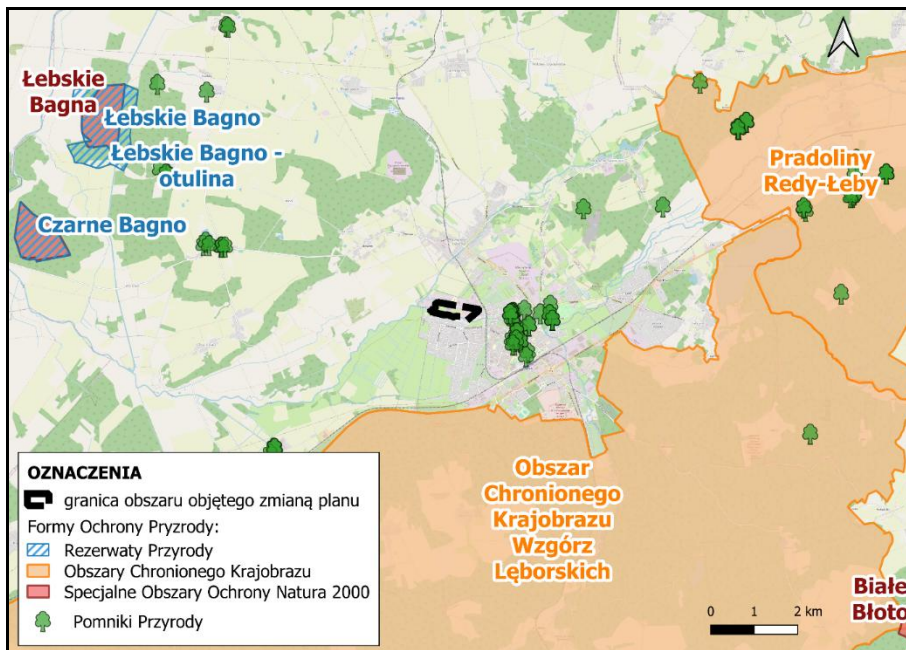 Łebskie
Bagna
Łebskie Bagno
Łebskie Bagno -
otulina
Czarne Bagno
Pradoliny
Redy-Łeby
Obszar
Chronionego
Krajobrazu
Wzgórz
Lęborskich
Białe
Błoto
OZNACZENIA
granica obszaru objętego zmianą planu
Formy Ochrony Pryzrody:
Rezerwaty Przyrody
Obszary Chronionego Krajobrazu
Specjalne Obszary Ochrony Natura 2000
Pomniki Przyrody
0 1 2 km